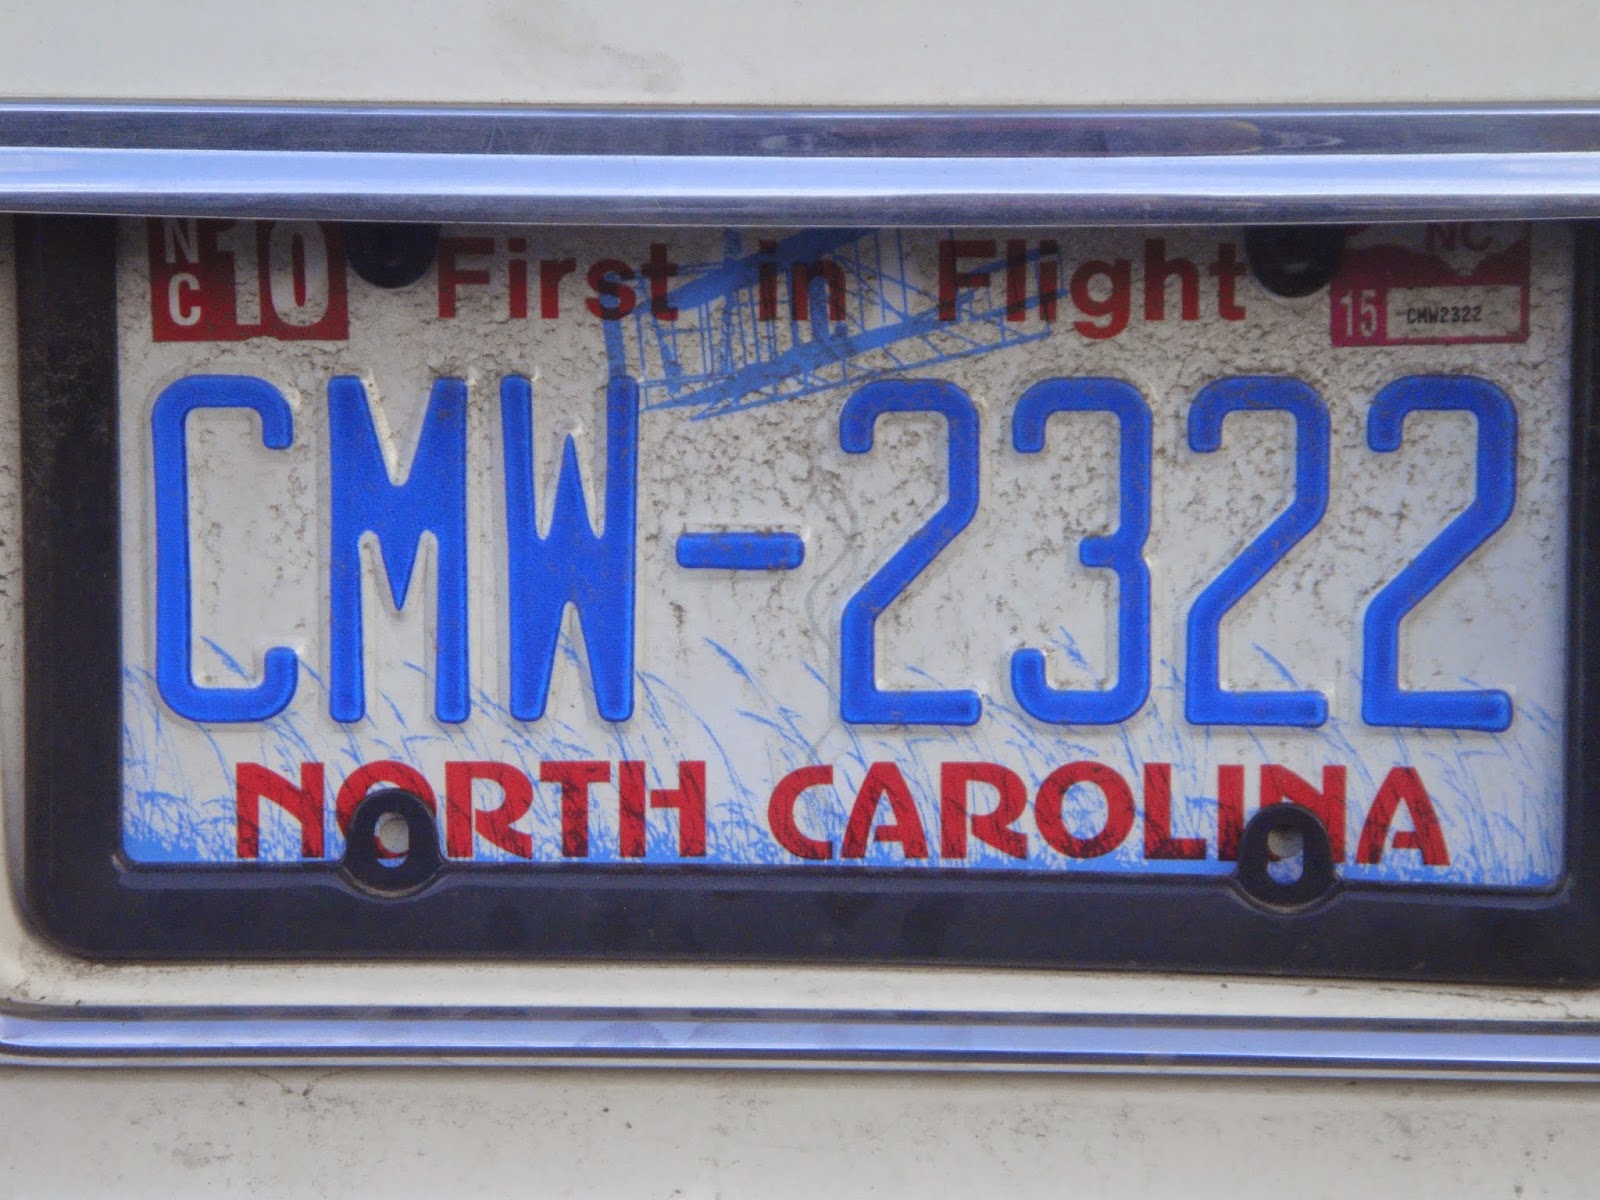 NC 10 First in Flight NC
15 CMW2322
CMW-2322
NORTH CAROLINA